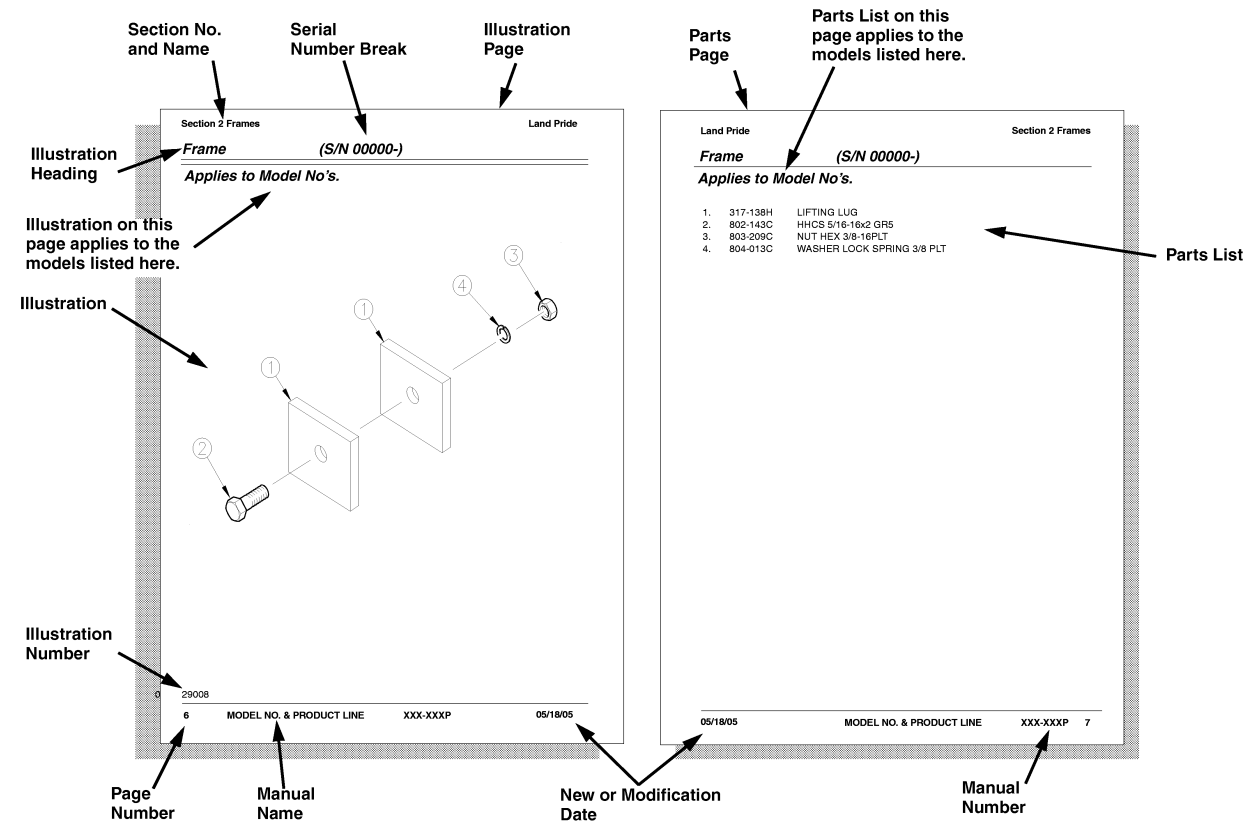 Section No.
and Name
Serial
Number Break
Illustration
Page
Parts
Page
Parts List on this
page applies to the
models listed here.
Illustration
Heading
Illustration on this
page applies to the
models listed here.
Illustration
Illustration
Number
Section 2 Frames
Land Pride
Frame (S/N 00000-)
Applies to Model No's.
3
4
1
1
2
0 29008
6 MODEL NO. & PRODUCT LINE XXX-XXXP 05/18/05
Land Pride
Section 2 Frames
Frame (S/N 00000-)
Applies to Model No's.
1. 317-138H LIFTING LUG
2. 802-143C HHCS 5/16-16x2 GR5
3. 803-209C NUT HEX 3/8-16PLT
4. 804-013C WASHER LOCK SPRING 3/8 PLT
Parts List
05/18/05 MODEL NO. & PRODUCT LINE XXX-XXXP 7
Page
Number
Manual
Name
New or Modification
Date
Manual
Number